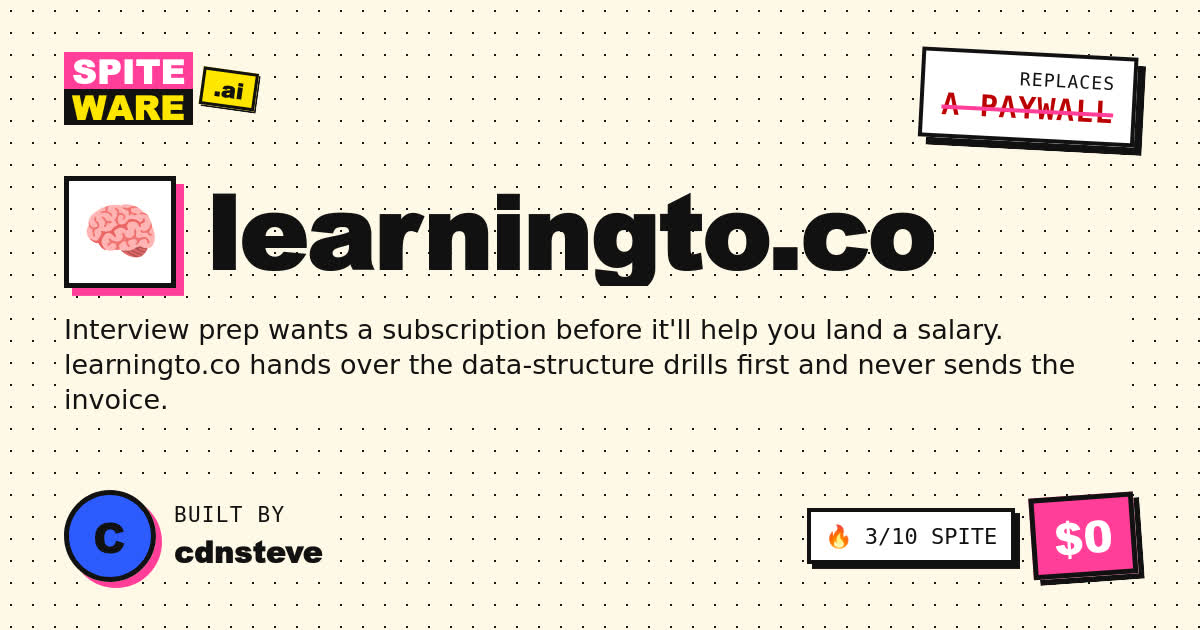 SPITE
WARE
.ai
REPLACES
A PAYWALL
learningto.co
Interview prep wants a subscription before it'll help you land a salary.
learningto.co hands over the data-structure drills first and never sends the
invoice.
C
BUILT BY
cdnsteve
3/10 SPITE
$0